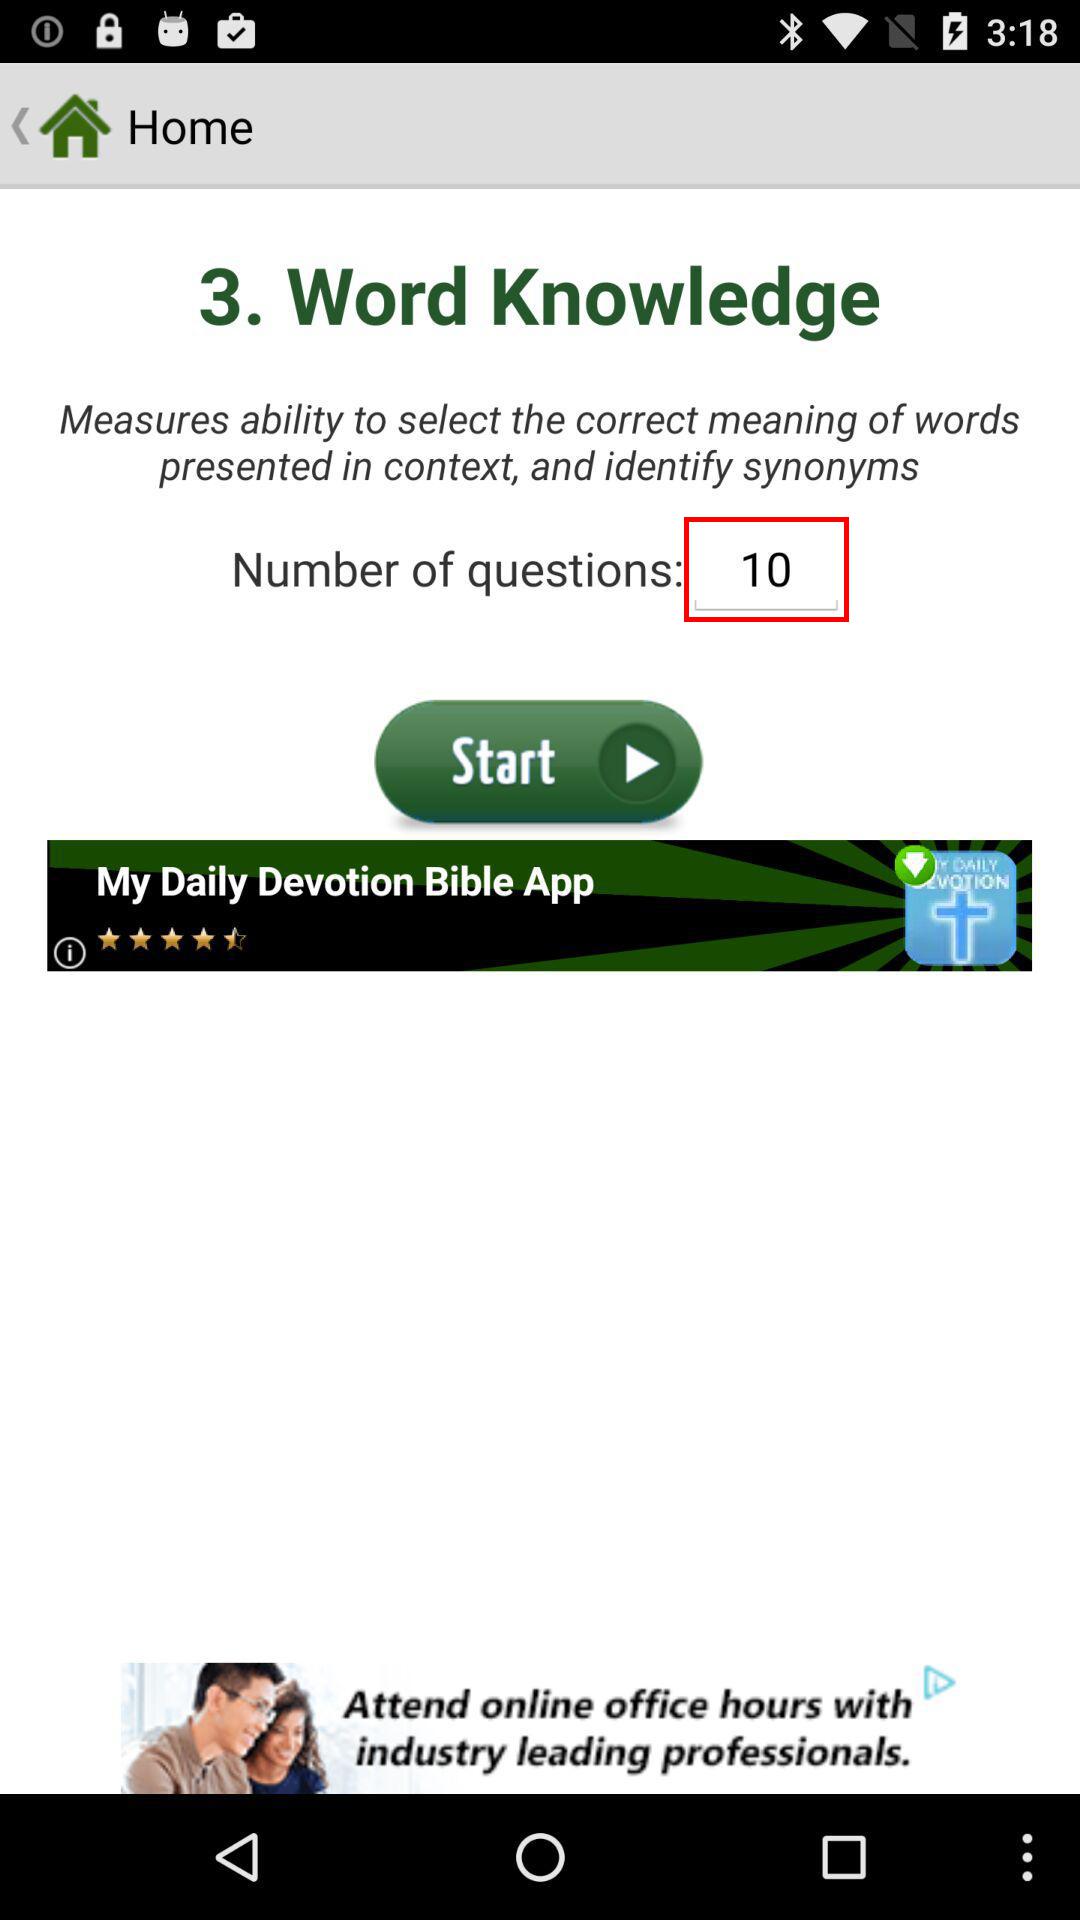 3:18
Home
3. Word Knowledge
Measures ability to select the correct meaning of words
presented in context, and identify synonyms
Number of questions: 10
Start
My Daily Devotion Bible App
MY DAILY
DEVOTION
Attend online office hours with
industry leading professionals.